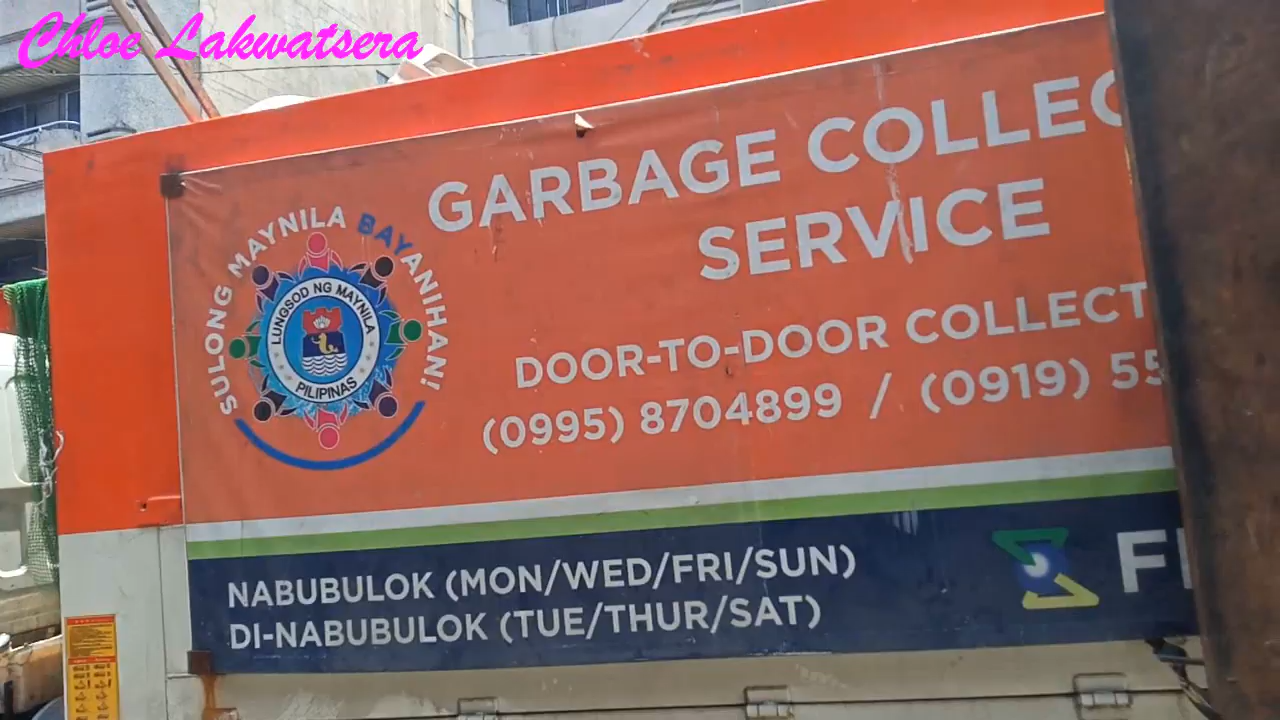 Chloe Lakwatsera
GARBAGE COLLEC
SERVICE
SULONG MAYNILA BAYANIHAN!
LUNGSOD NG MAYNILA
PILIPINAS
DOOR-TO-DOOR COLLECT
(0995) 8704899 / (0919) 55
NABUBULOK (MON/WED/FRI/SUN)
DI-NABUBULOK (TUE/THUR/SAT)
F